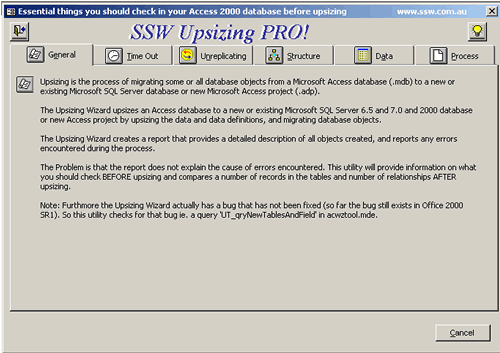 Essential things you should check in your Access 2000 database before upsizing www.ssw.com.au
SSW Upsizing PRO!
General Time Out Unreplicating Structure Data Process
Upsizing is the process of migrating some or all database objects from a Microsoft Access database (.mdb) to a new or
existing Microsoft SQL Server database or new Microsoft Access project (.adp).
The Upsizing Wizard upsizes an Access database to a new or existing Microsoft SQL Server 6.5 and 7.0 and 2000 database
or new Access project by upsizing the data and data definitions, and migrating database objects.
The Upsizing Wizard creates a report that provides a detailed description of all objects created, and reports any errors
encountered during the process.
The Problem is that the report does not explain the cause of errors encountered. This utility will provide information on what
you should check BEFORE upsizing and compares a number of records in the tables and number of relationships AFTER
upsizing.
Note: Furthmore the Upsizing Wizard actually has a bug that has not been fixed (so far the bug still exists in Office 2000
SR1). So this utility checks for that bug ie. a query 'UT_qryNewTablesAndField' in acwztool.mde.
Cancel